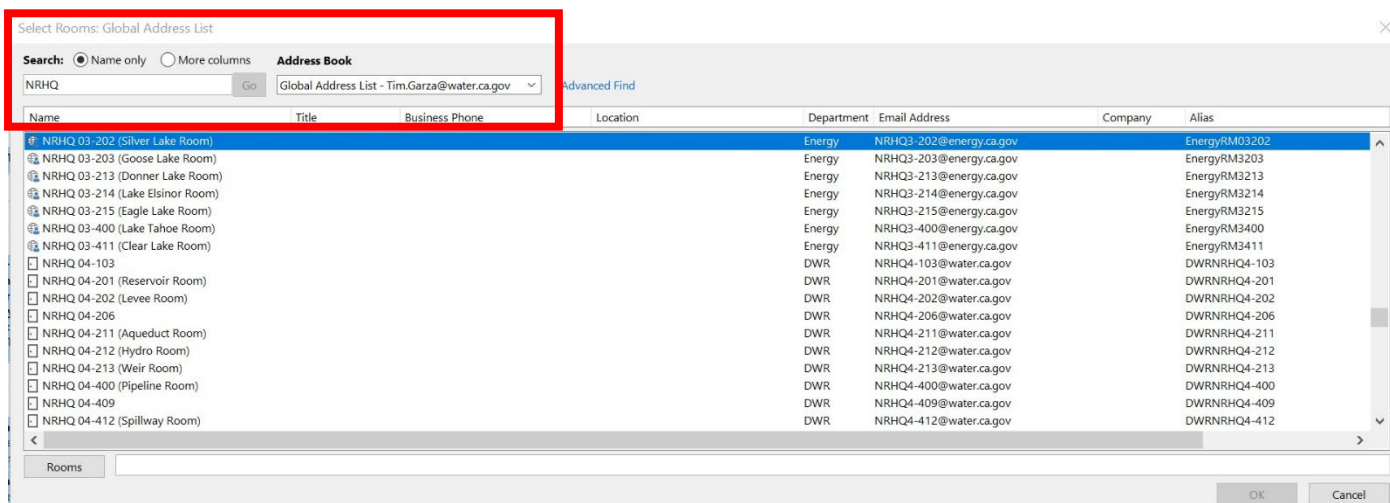 Select Rooms: Global Address List
Search: Name only More columns Address Book
NRHQ Go Global Address List - Tim.Garza@water.ca.gov Advanced Find
Name Title Business Phone Location Department Email Address Company Alias
NRHQ 03-202 (Silver Lake Room) Energy NRHQ3-202@energy.ca.gov EnergyRM03202
NRHQ 03-203 (Goose Lake Room) Energy NRHQ3-203@energy.ca.gov EnergyRM3203
NRHQ 03-213 (Donner Lake Room) Energy NRHQ3-213@energy.ca.gov EnergyRM3213
NRHQ 03-214 (Lake Elsinor Room) Energy NRHQ3-214@energy.ca.gov EnergyRM3214
NRHQ 03-215 (Eagle Lake Room) Energy NRHQ3-215@energy.ca.gov EnergyRM3215
NRHQ 03-400 (Lake Tahoe Room) Energy NRHQ3-400@energy.ca.gov EnergyRM3400
NRHQ 03-411 (Clear Lake Room) Energy NRHQ3-411@energy.ca.gov EnergyRM3411
NRHQ 04-103 DWR NRHQ4-103@water.ca.gov DWRNRHQ4-103
NRHQ 04-201 (Reservoir Room) DWR NRHQ4-201@water.ca.gov DWRNRHQ4-201
NRHQ 04-202 (Levee Room) DWR NRHQ4-202@water.ca.gov DWRNRHQ4-202
NRHQ 04-206 DWR NRHQ4-206@water.ca.gov DWRNRHQ4-206
NRHQ 04-211 (Aqueduct Room) DWR NRHQ4-211@water.ca.gov DWRNRHQ4-211
NRHQ 04-212 (Hydro Room) DWR NRHQ4-212@water.ca.gov DWRNRHQ4-212
NRHQ 04-213 (Weir Room) DWR NRHQ4-213@water.ca.gov DWRNRHQ4-213
NRHQ 04-400 (Pipeline Room) DWR NRHQ4-400@water.ca.gov DWRNRHQ4-400
NRHQ 04-409 DWR NRHQ4-409@water.ca.gov DWRNRHQ4-409
NRHQ 04-412 (Spillway Room) DWR NRHQ4-412@water.ca.gov DWRNRHQ4-412
Rooms
OK Cancel